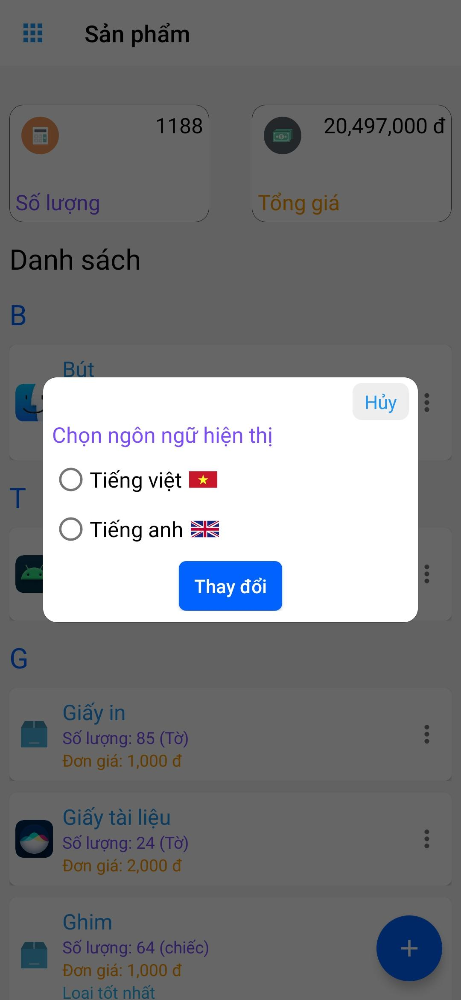 Sản phẩm
1188
20,497,000 đ
Số lượng
Tổng giá
Danh sách
B
Bút
Hủy
Chọn ngôn ngữ hiện thị
Tiếng việt
T
Tiếng anh
Thay đổi
G
Giấy in
Số lượng: 85 (Tờ)
Đơn giá: 1,000 đ
Giấy tài liệu
Số lượng: 24 (Tờ)
Đơn giá: 2,000 đ
Ghim
Số lượng: 64 (chiếc)
Đơn giá: 1,000 đ
Loại tốt nhất